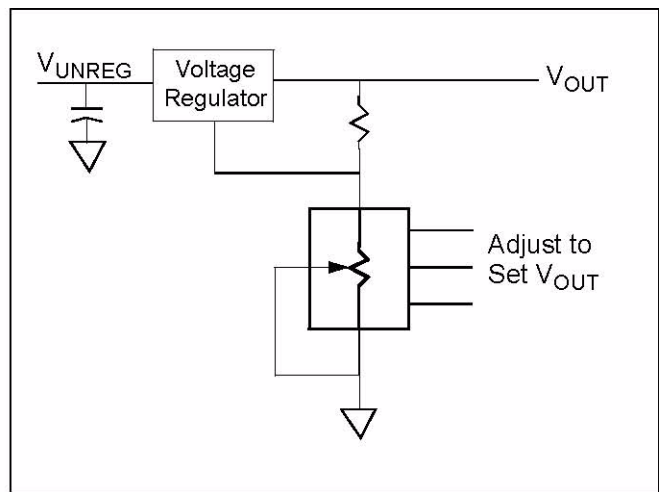 VUNREG
Voltage
Regulator
VOUT
Adjust to
Set VOUT